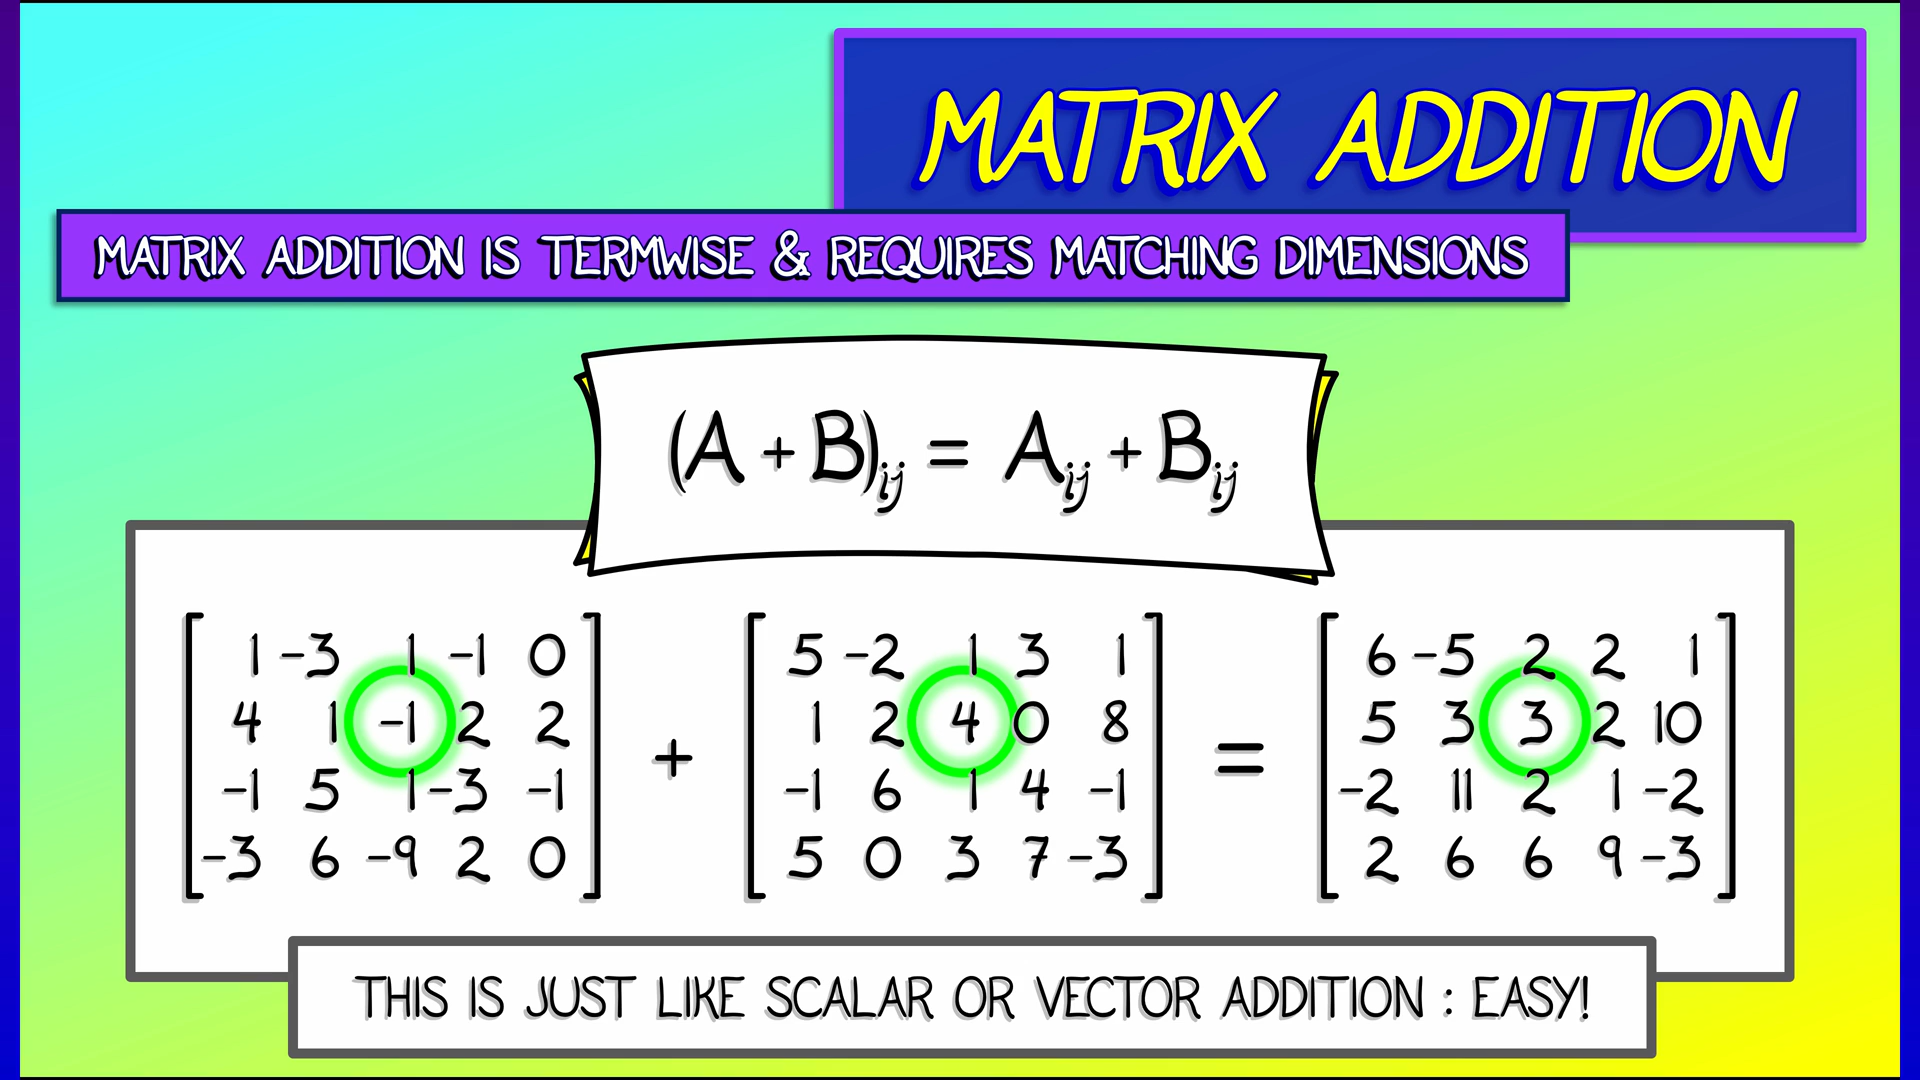 MATRIX ADDITION
MATRIX ADDITION IS TERMWISE & REQUIRES MATCHING DIMENSIONS
(A + B)ij = Aij + Bij
1 −3 1 −1 0 5 −2 1 3 1 6 −5 2 2 1
4 1 −1 2 2 1 2 4 0 8 5 3 3 2 10
+ =
−1 5 1 −3 −1 −1 6 1 4 −1 −2 11 2 1 −2
−3 6 −9 2 0 5 0 3 7 −3 2 6 6 9 −3
THIS IS JUST LIKE SCALAR OR VECTOR ADDITION : EASY!